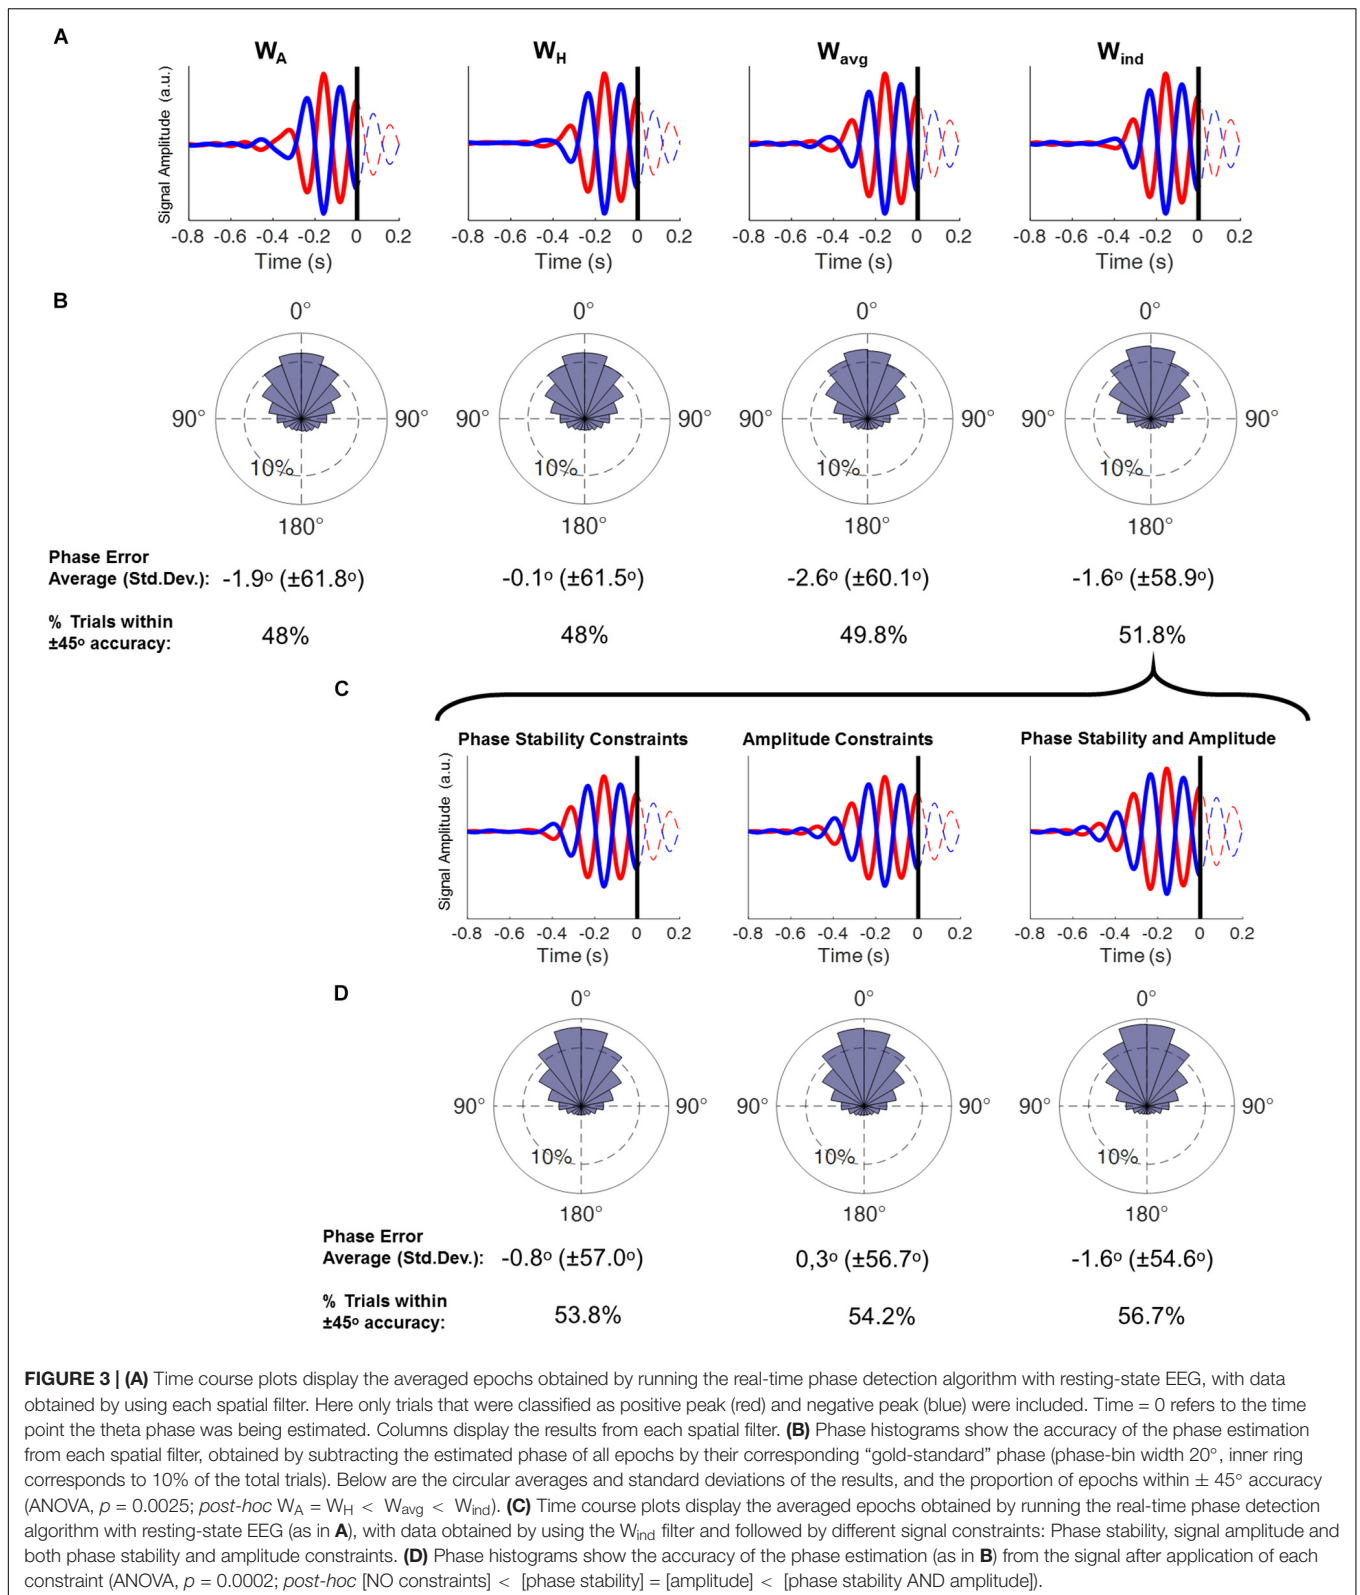 A
W_A W_H W_avg W_ind
Signal Amplitude (a.u.)
-0.8 -0.6 -0.4 -0.2 0 0.2 -0.8 -0.6 -0.4 -0.2 0 0.2 -0.8 -0.6 -0.4 -0.2 0 0.2 -0.8 -0.6 -0.4 -0.2 0 0.2
Time (s) Time (s) Time (s) Time (s)
B
0° 0° 0° 0°
90° 90° 90° 90° 90° 90° 90° 90°
10% 10% 10% 10%
180° 180° 180° 180°
Phase Error
Average (Std.Dev.): -1.9º (±61.8º) -0.1º (±61.5º) -2.6º (±60.1º) -1.6º (±58.9º)
% Trials within
±45º accuracy: 48% 48% 49.8% 51.8%
C
Phase Stability Constraints Amplitude Constraints Phase Stability and Amplitude
Signal Amplitude (a.u.)
-0.8 -0.6 -0.4 -0.2 0 0.2 -0.8 -0.6 -0.4 -0.2 0 0.2 -0.8 -0.6 -0.4 -0.2 0 0.2
Time (s) Time (s) Time (s)
D
0° 0° 0°
90° 90° 90° 90° 90° 90°
10% 10% 10%
180° 180° 180°
Phase Error
Average (Std.Dev.): -0.8º (±57.0º) 0,3º (±56.7º) -1.6º (±54.6º)
% Trials within
±45º accuracy: 53.8% 54.2% 56.7%
FIGURE 3 | (A) Time course plots display the averaged epochs obtained by running the real-time phase detection algorithm with resting-state EEG, with data
obtained by using each spatial filter. Here only trials that were classified as positive peak (red) and negative peak (blue) were included. Time = 0 refers to the time
point the theta phase was being estimated. Columns display the results from each spatial filter. (B) Phase histograms show the accuracy of the phase estimation
from each spatial filter, obtained by subtracting the estimated phase of all epochs by their corresponding “gold-standard” phase (phase-bin width 20°, inner ring
corresponds to 10% of the total trials). Below are the circular averages and standard deviations of the results, and the proportion of epochs within ± 45° accuracy
(ANOVA, p = 0.0025; post-hoc W_A = W_H < W_avg < W_ind). (C) Time course plots display the averaged epochs obtained by running the real-time phase detection
algorithm with resting-state EEG (as in A), with data obtained by using the W_ind filter and followed by different signal constraints: Phase stability, signal amplitude and
both phase stability and amplitude constraints. (D) Phase histograms show the accuracy of the phase estimation (as in B) from the signal after application of each
constraint (ANOVA, p = 0.0002; post-hoc [NO constraints] < [phase stability] = [amplitude] < [phase stability AND amplitude]).